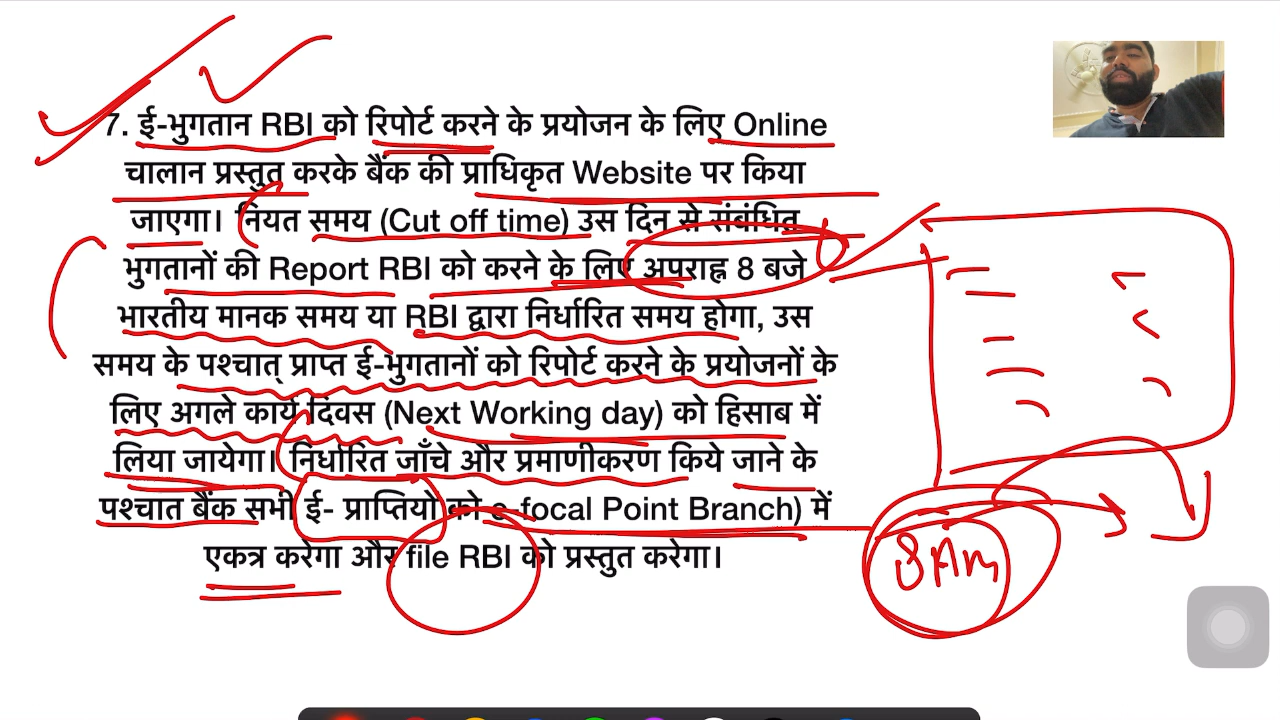 7. ई-भुगतान RBI को रिपोर्ट करने के प्रयोजन के लिए Online
चालान प्रस्तुत करके बैंक की प्राधिकृत Website पर किया
जाएगा। नियत समय (Cut off time) उस दिन से संबंधित
भुगतानों की Report RBI को करने के लिए अपराह्न 8 बजे
भारतीय मानक समय या RBI द्वारा निर्धारित समय होगा, उस
समय के पश्चात् प्राप्त ई-भुगतानों को रिपोर्ट करने के प्रयोजनों के
लिए अगले कार्य दिवस (Next Working day) को हिसाब में
लिया जायेगा। निर्धारित जाँचे और प्रमाणीकरण किये जाने के
पश्चात बैंक सभी ई- प्राप्तियो को e-focal Point Branch) में
एकत्र करेगा और file RBI को प्रस्तुत करेगा।
8 Am